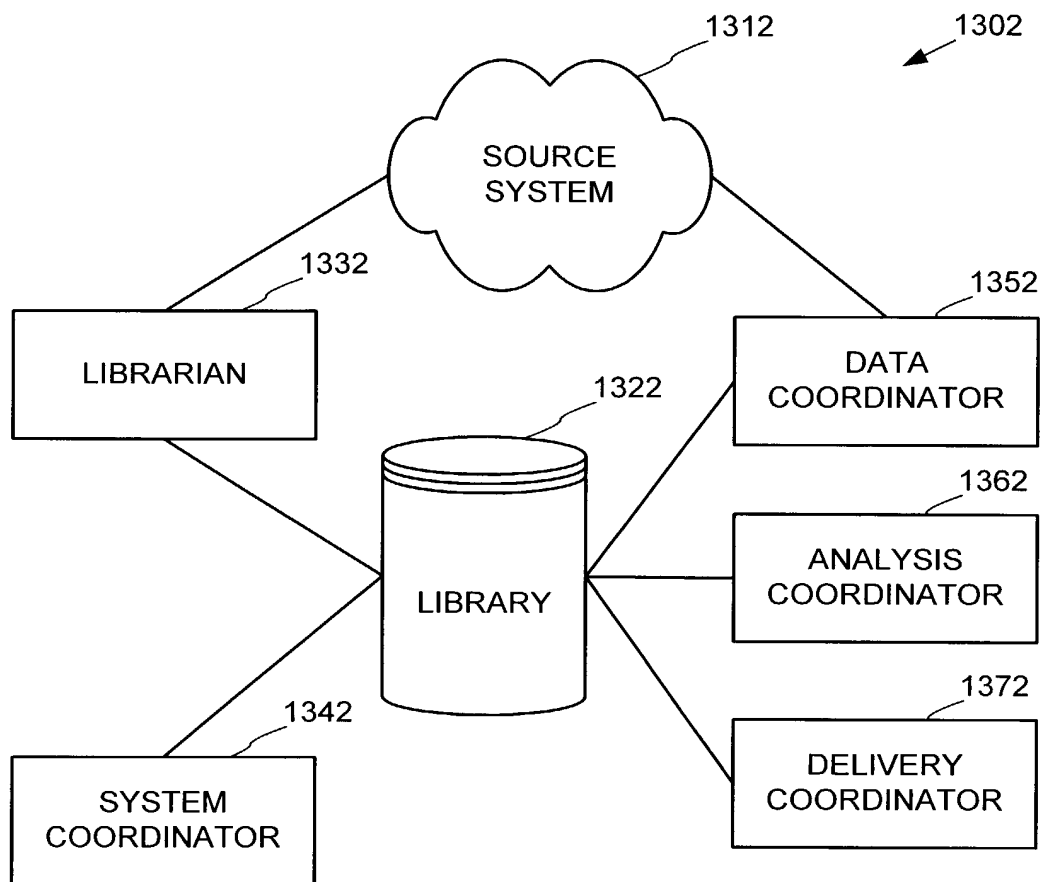 1312
1302
SOURCE
SYSTEM
1332
1352
LIBRARIAN
DATA
COORDINATOR
1322
1362
ANALYSIS
COORDINATOR
LIBRARY
1342
1372
SYSTEM
COORDINATOR
DELIVERY
COORDINATOR